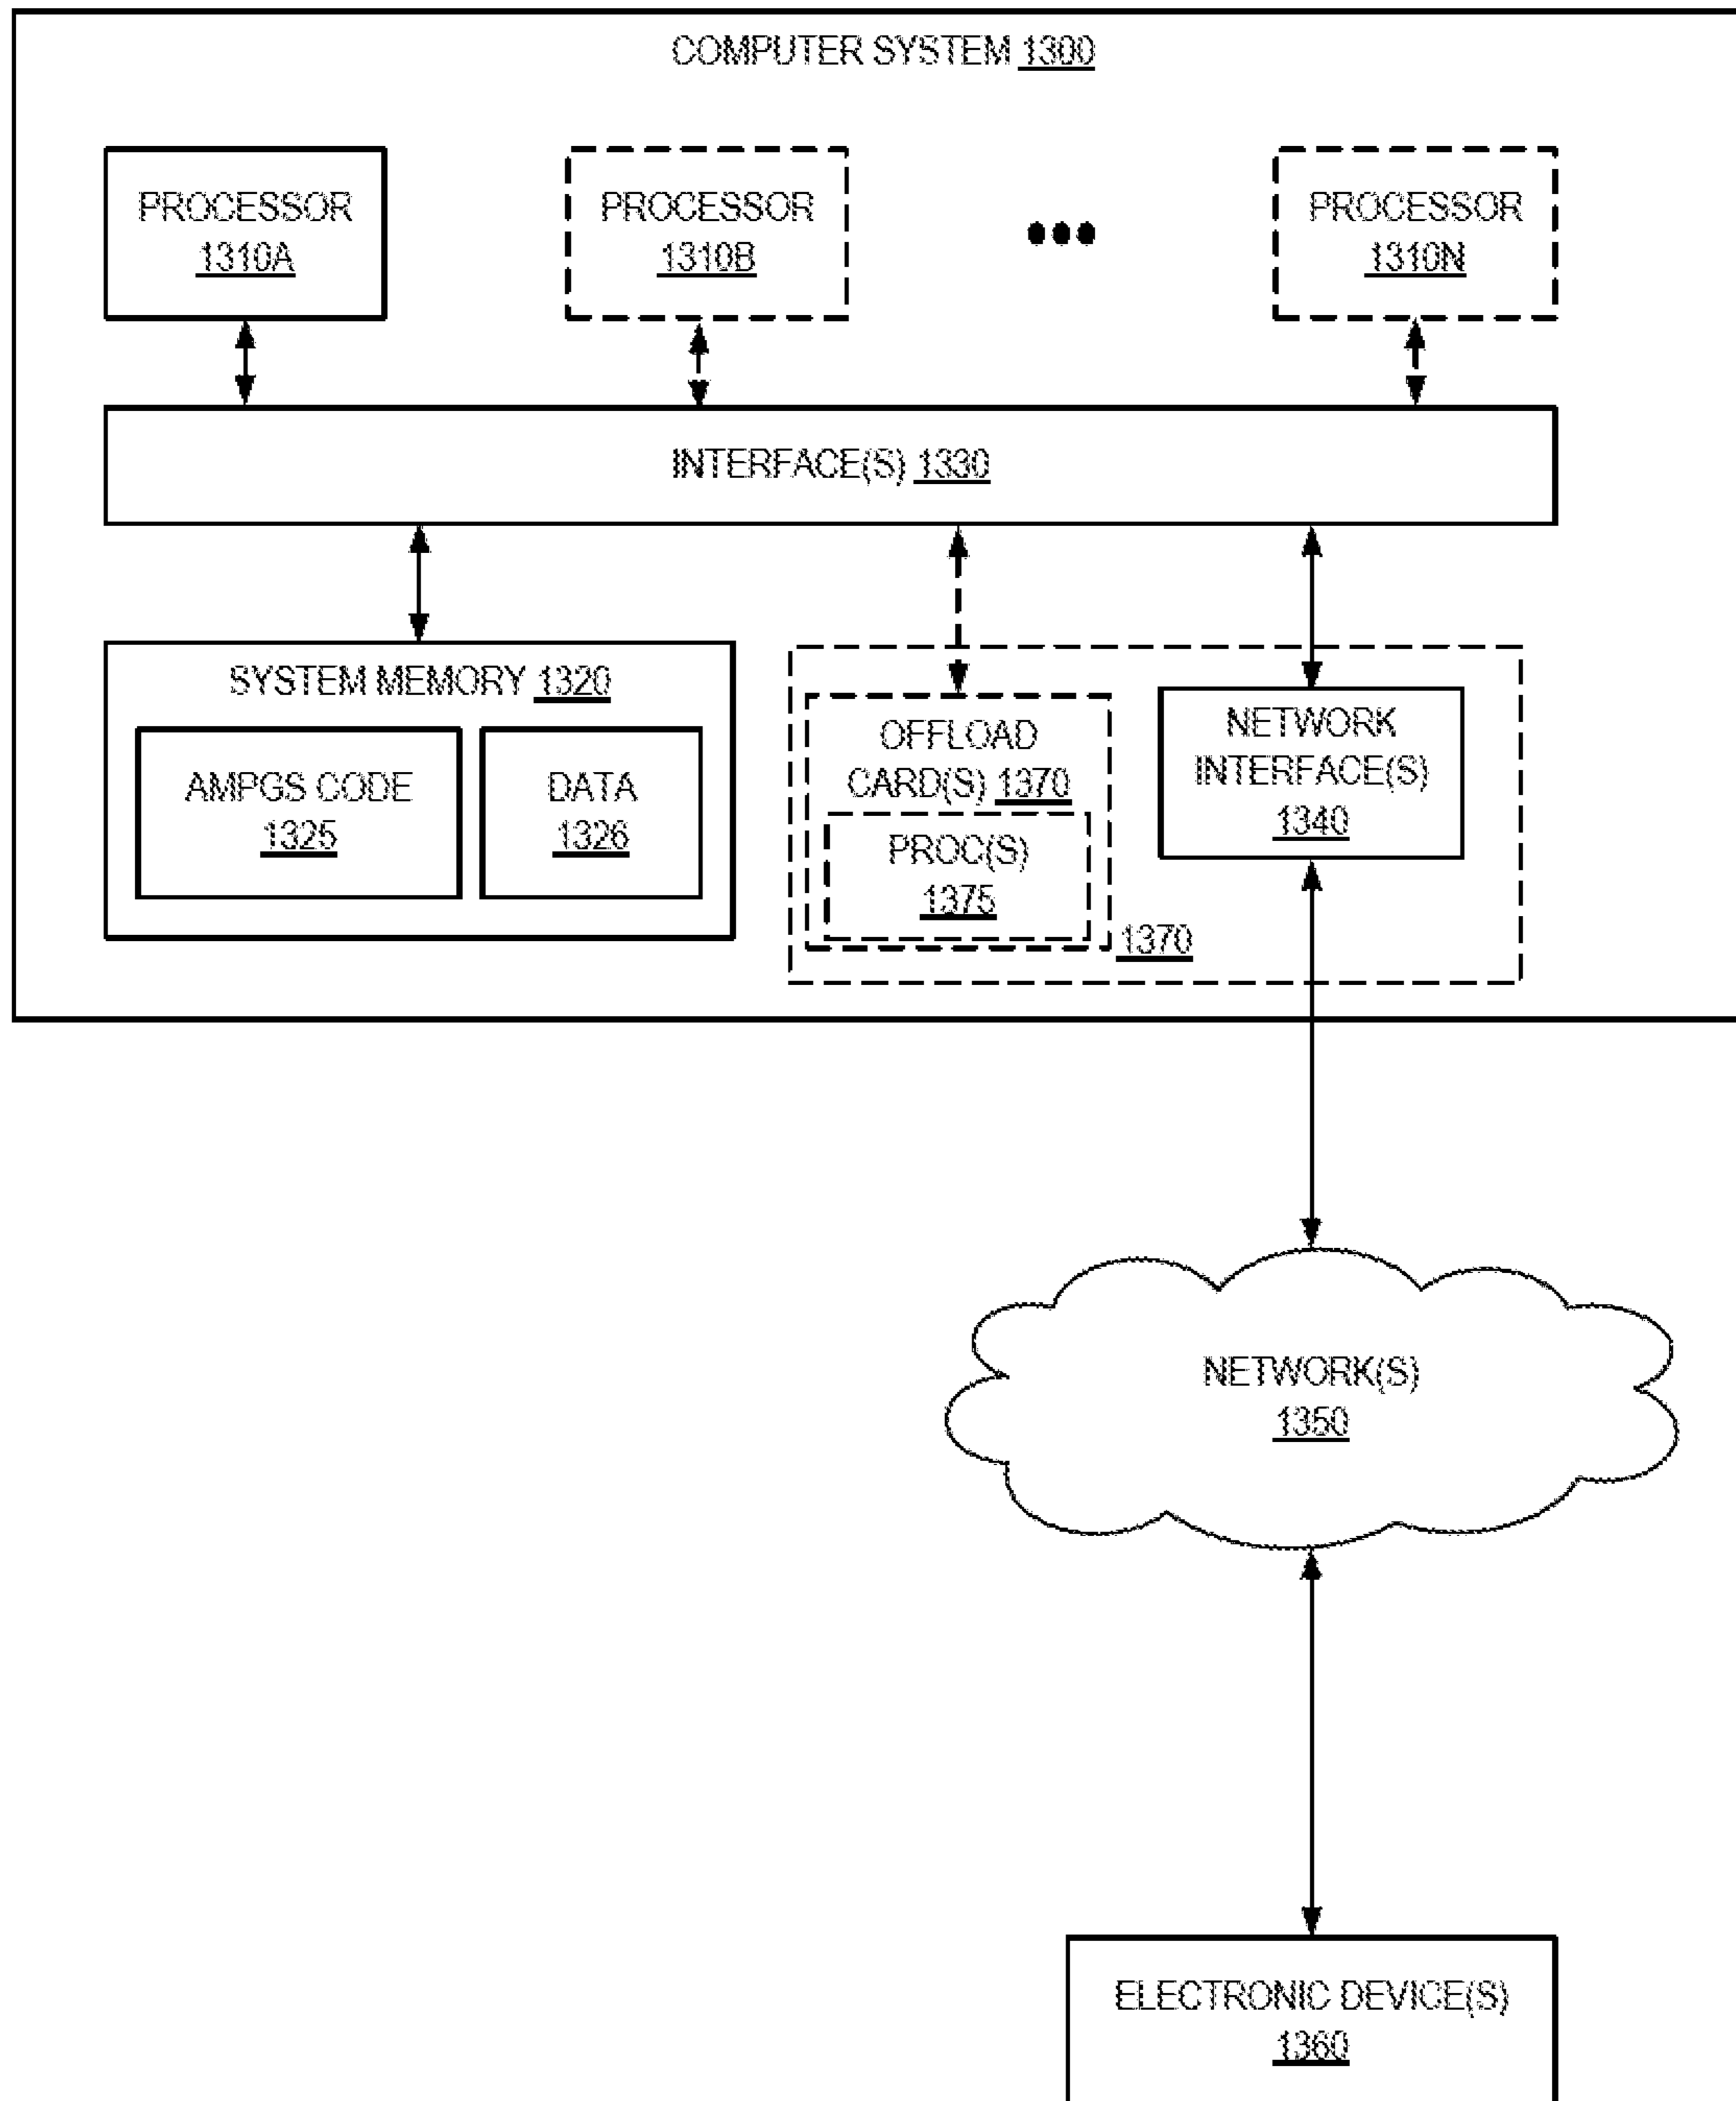 COMPUTER SYSTEM 1300
PROCESSOR
1310A
PROCESSOR
1310B
PROCESSOR
1310N
INTERFACE(S) 1330
SYSTEM MEMORY 1320
AMPGS CODE
1325
DATA
1326
OFFLOAD
CARD(S) 1370
PROC(S)
1375
1370
NETWORK
INTERFACE(S)
1340
NETWORK(S)
1350
ELECTRONIC DEVICE(S)
1360